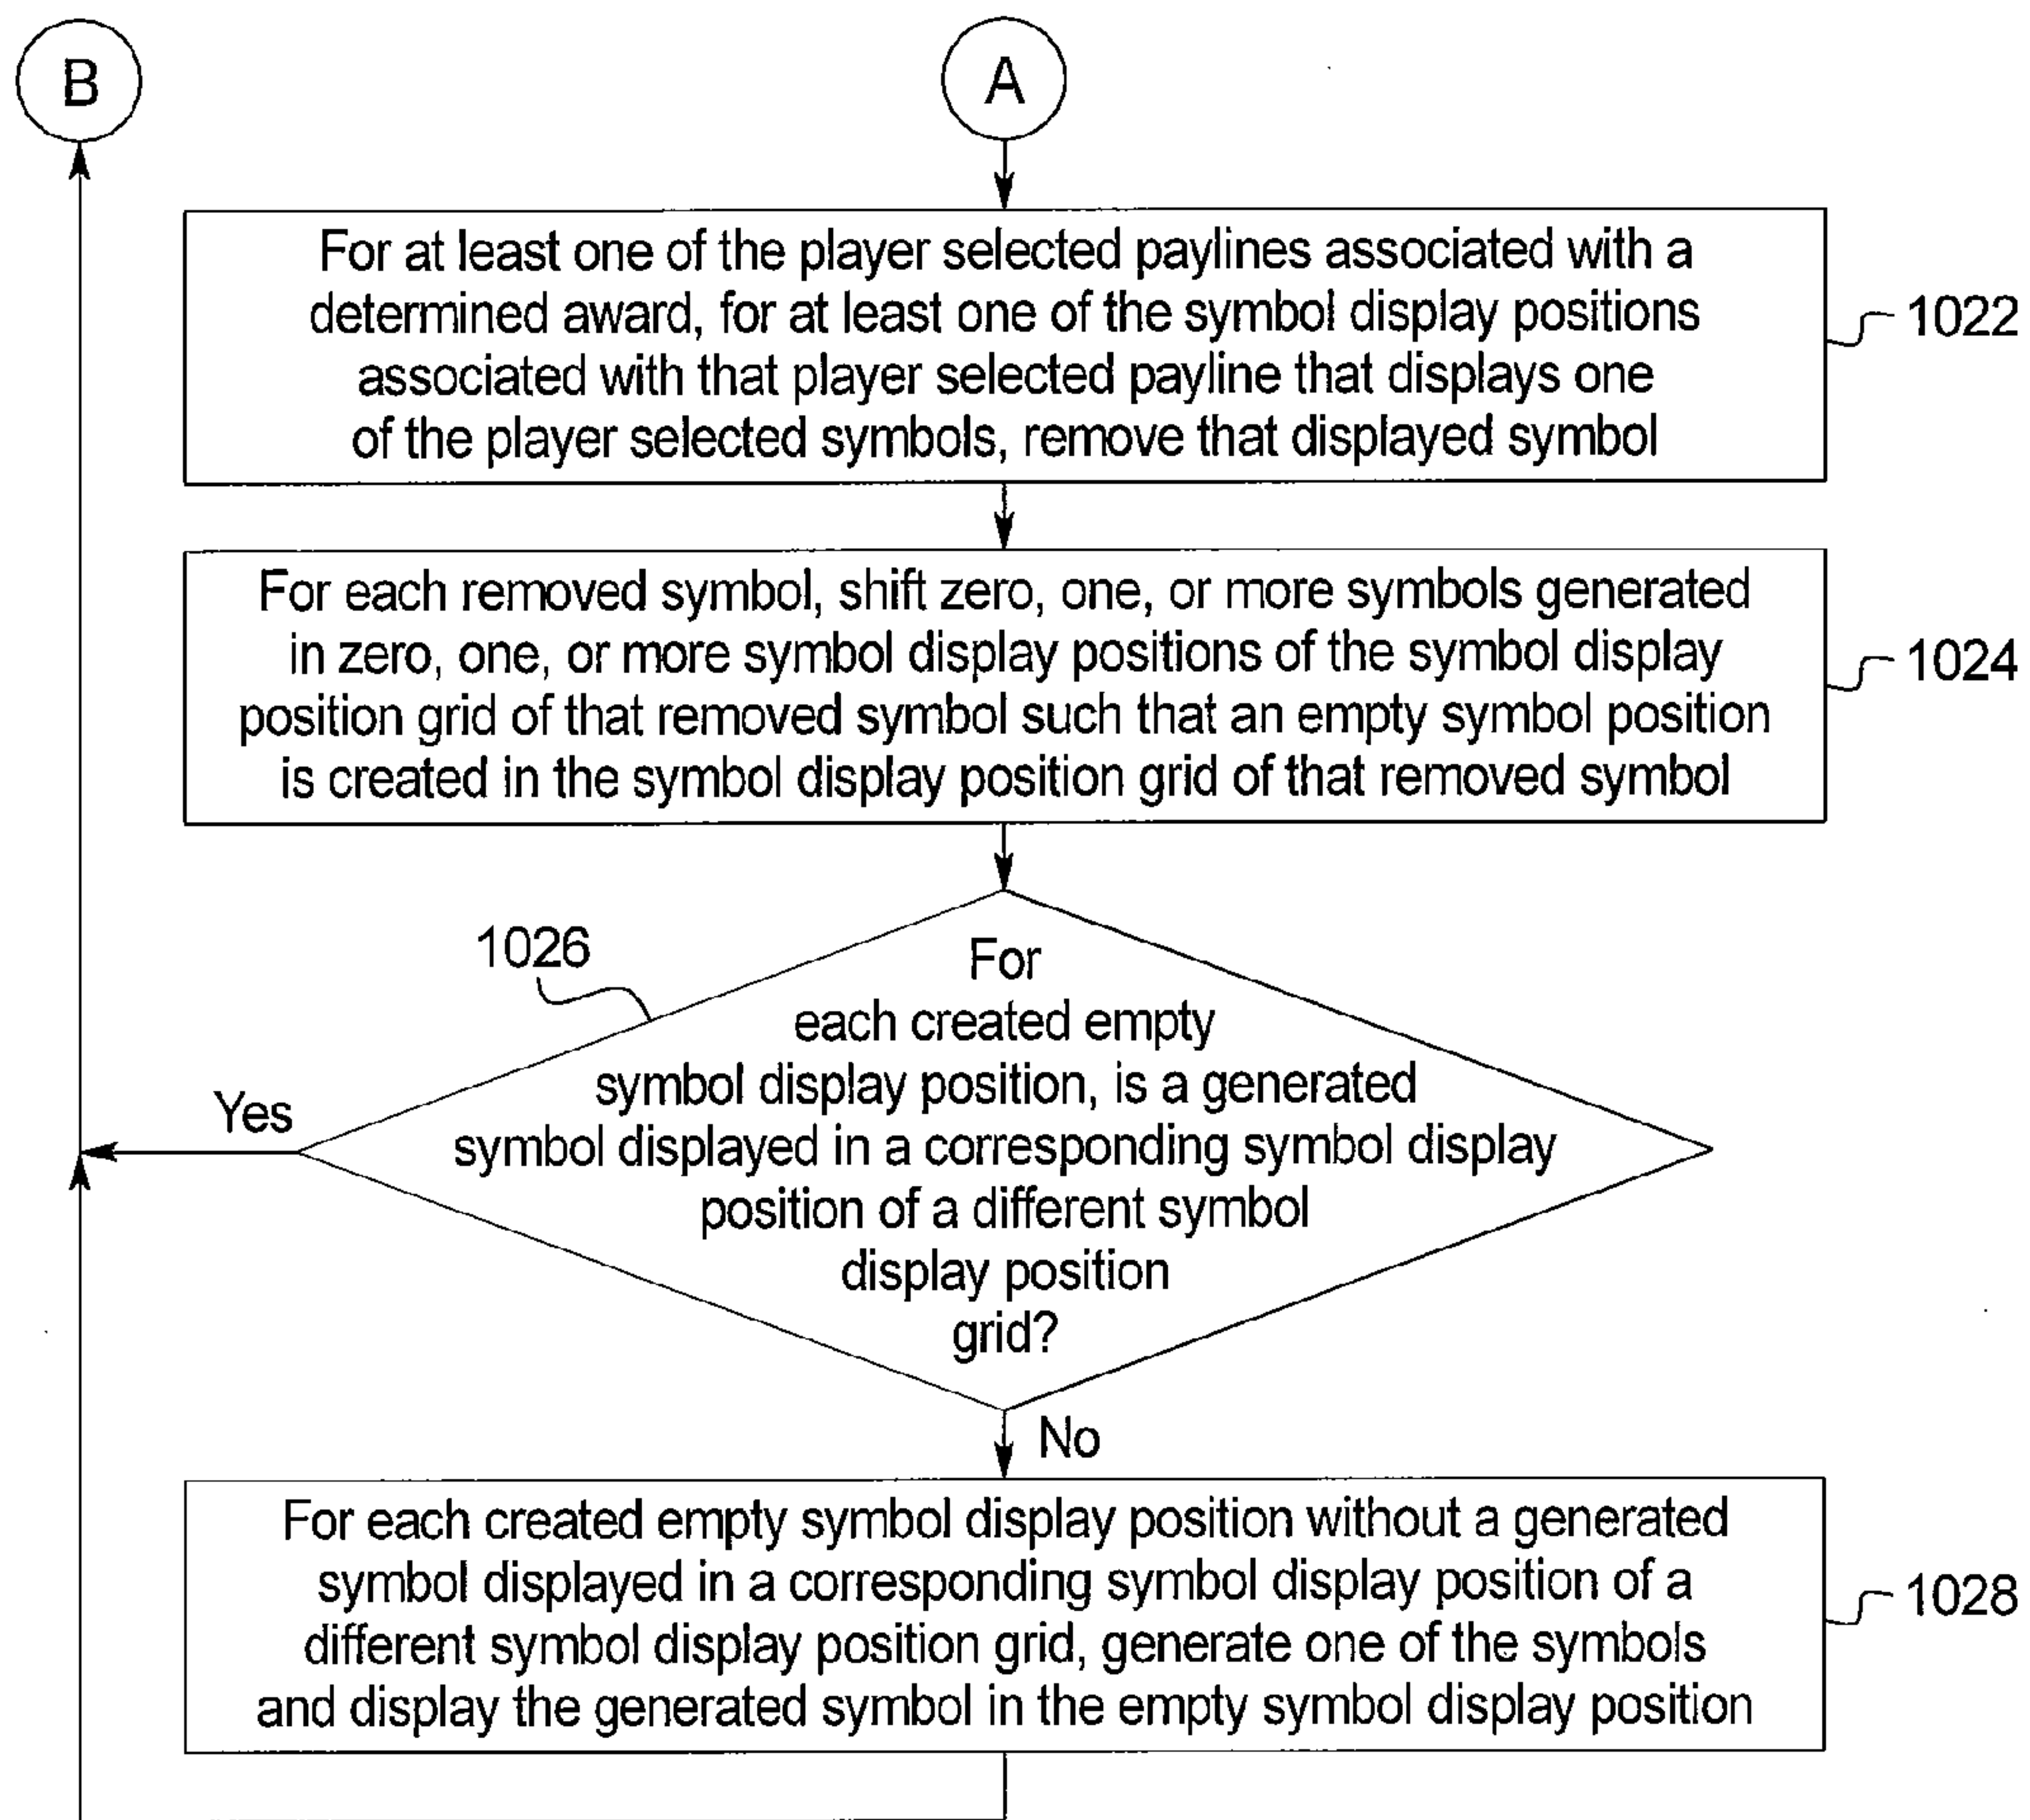 B
A
For at least one of the player selected paylines associated with a
determined award, for at least one of the symbol display positions
associated with that player selected payline that displays one
of the player selected symbols, remove that displayed symbol
1022
For each removed symbol, shift zero, one, or more symbols generated
in zero, one, or more symbol display positions of the symbol display
position grid of that removed symbol such that an empty symbol position
is created in the symbol display position grid of that removed symbol
1024
1026
For
each created empty
symbol display position, is a generated
symbol displayed in a corresponding symbol display
position of a different symbol
display position
grid?
Yes
No
For each created empty symbol display position without a generated
symbol displayed in a corresponding symbol display position of a
different symbol display position grid, generate one of the symbols
and display the generated symbol in the empty symbol display position
1028